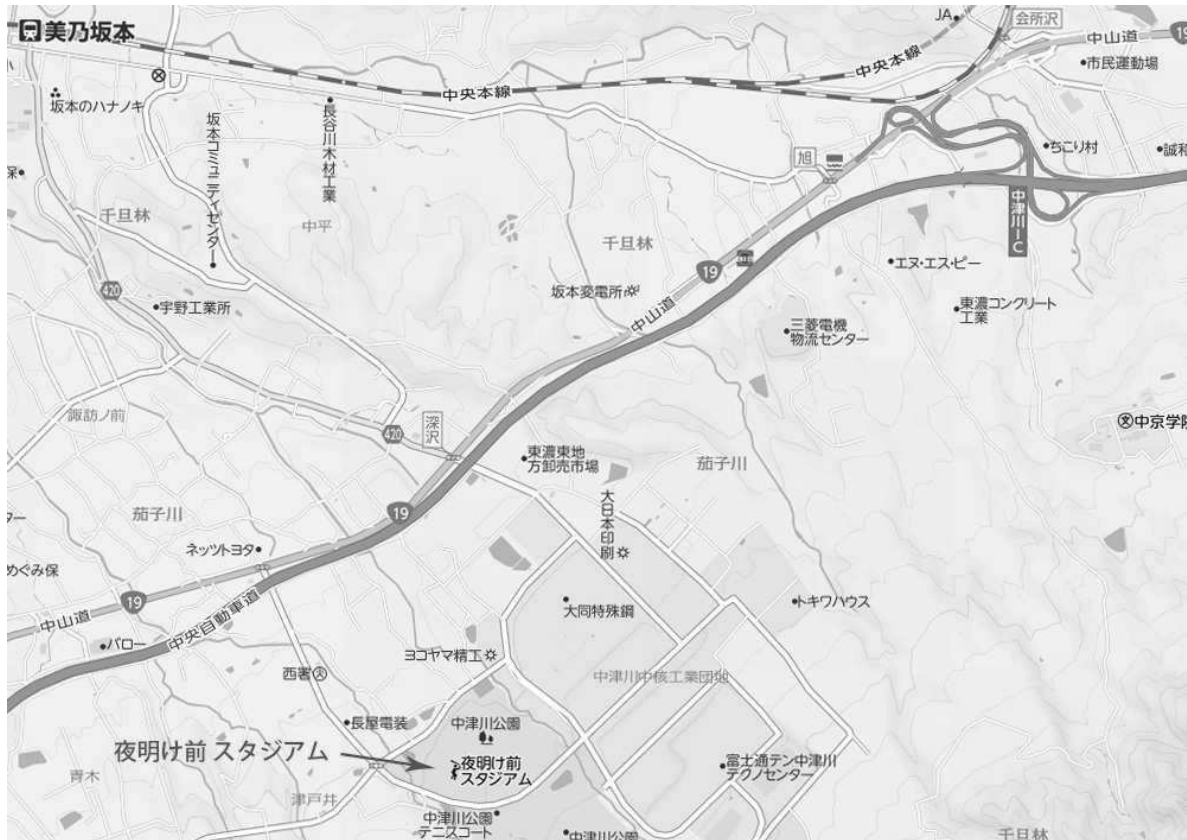 美乃坂本
JA
会所沢
中山道
19
市民運動場
中央本線
中央本線
坂本のハナノキ
坂本コミュニティセンター
長谷川木材工業
旭
ちこり村
誠和
保
千旦林
中平
千旦林
中津川IC
19
エヌ・エス・ピー
坂本変電所
中山道
420
宇野工業所
三菱電機
物流センター
東濃コンクリート
工業
諏訪ノ前
深沢
420
中京学院
東濃東地
方卸売市場
茄子川
大日本印刷
19
茄子川
ター
ネッツトヨタ
めぐみ保
19
中山道
大同特殊鋼
トキワハウス
バロー
中央自動車道
ヨコヤマ精工
西署
中津川中核工業団地
長屋電装
中津川公園
夜明け前 スタジアム
夜明け前
スタジアム
富士通テン中津川
テクノセンター
青木
津戸井
中津川公園
テニスコート
中津川公園
千旦林